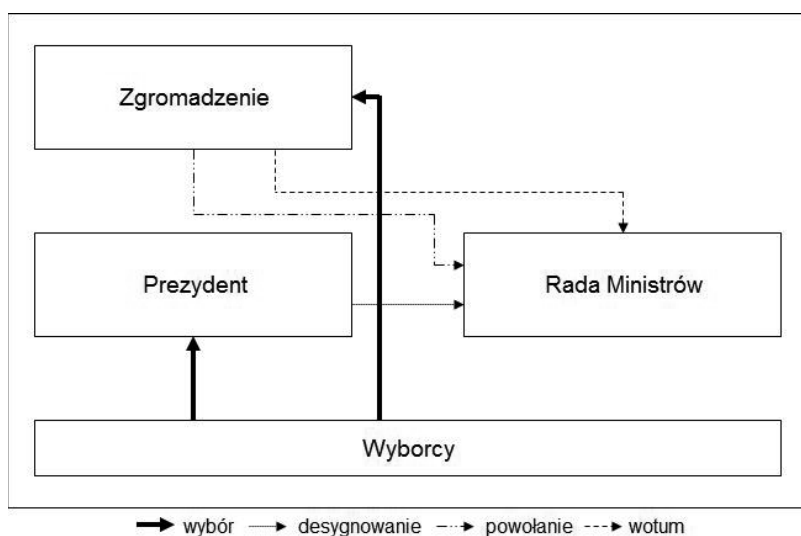 Zgromadzenie
Prezydent
Rada Ministrów
Wyborcy
wybór desygnowanie powołanie wotum